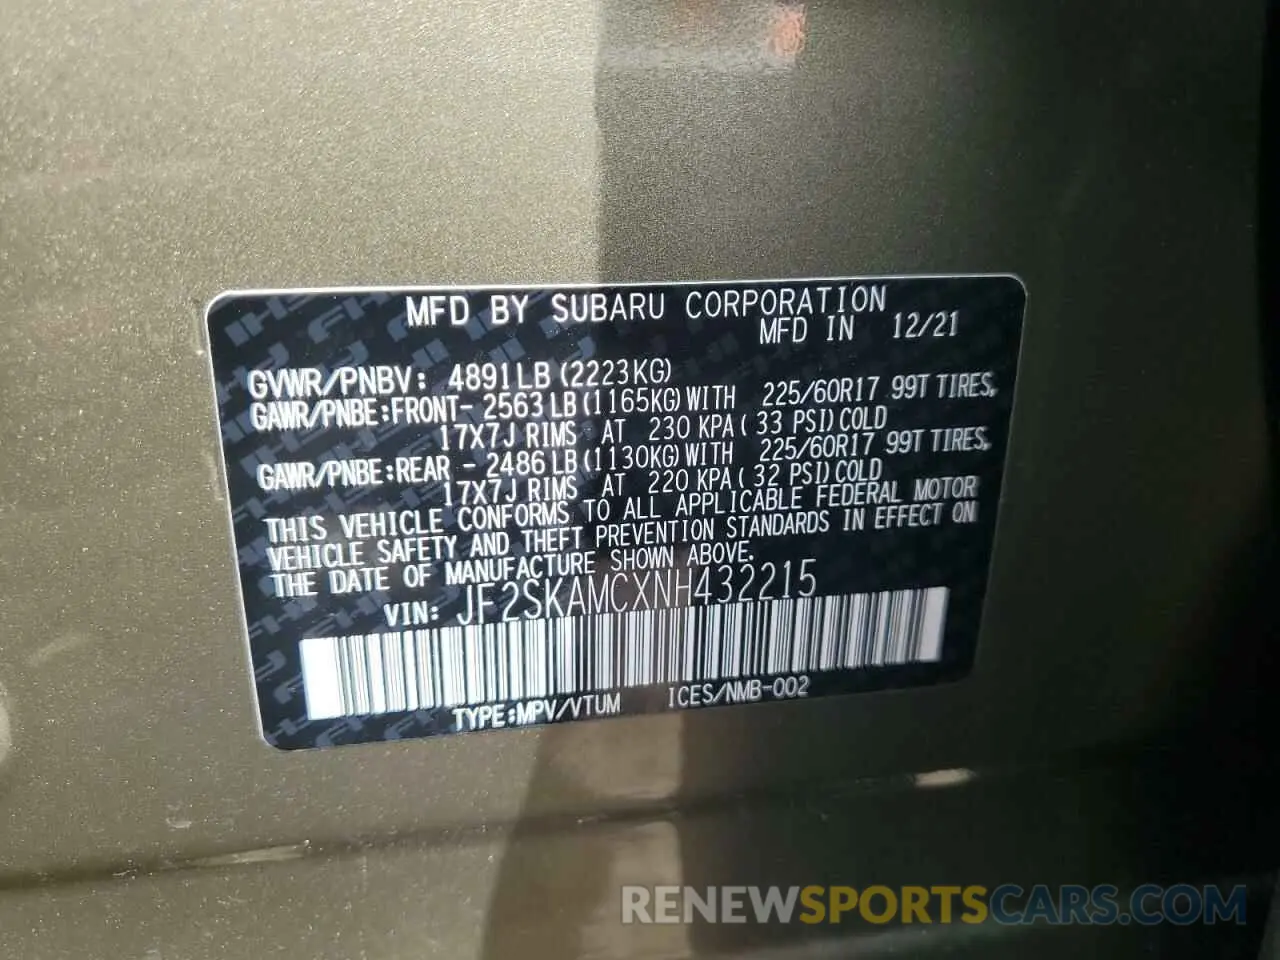 MFD BY SUBARU CORPORATION
MFD IN 12/21
GVWR/PNBV: 4891LB (2223KG)
GAWR/PNBE:FRONT- 2563LB(1165KG)WITH 225/60R17 99T TIRES,
17X7J RIMS AT 230 KPA( 33 PSI)COLD
GAWR/PNBE:REAR - 2486LB(1130KG)WITH 225/60R17 99T TIRES,
17X7J RIMS AT 220 KPA( 32 PSI)COLD
THIS VEHICLE CONFORMS TO ALL APPLICABLE FEDERAL MOTOR
VEHICLE SAFETY AND THEFT PREVENTION STANDARDS IN EFFECT ON
THE DATE OF MANUFACTURE SHOWN ABOVE.
VIN: JF2SKAMCXNH432215
TYPE:MPV/VTUM ICES/NMB-002
RENEWSPORTSCARS.COM